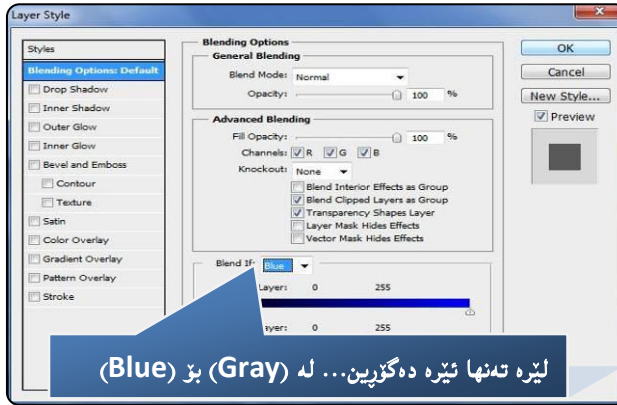 Layer Style
Styles
Blending Options: Default
Drop Shadow
Inner Shadow
Outer Glow
Inner Glow
Bevel and Emboss
Contour
Texture
Satin
Color Overlay
Gradient Overlay
Pattern Overlay
Stroke
Blending Options
General Blending
Blend Mode: Normal
Opacity: 100 %
Advanced Blending
Fill Opacity: 100 %
Channels: R G B
Knockout: None
Blend Interior Effects as Group
Blend Clipped Layers as Group
Transparency Shapes Layer
Layer Mask Hides Effects
Vector Mask Hides Effects
Blend If: Blue
Layer: 0 255
0 255
OK
Cancel
New Style...
Preview
لێره تەنها ئێره دەگۆڕین... له (Gray) بۆ (Blue)